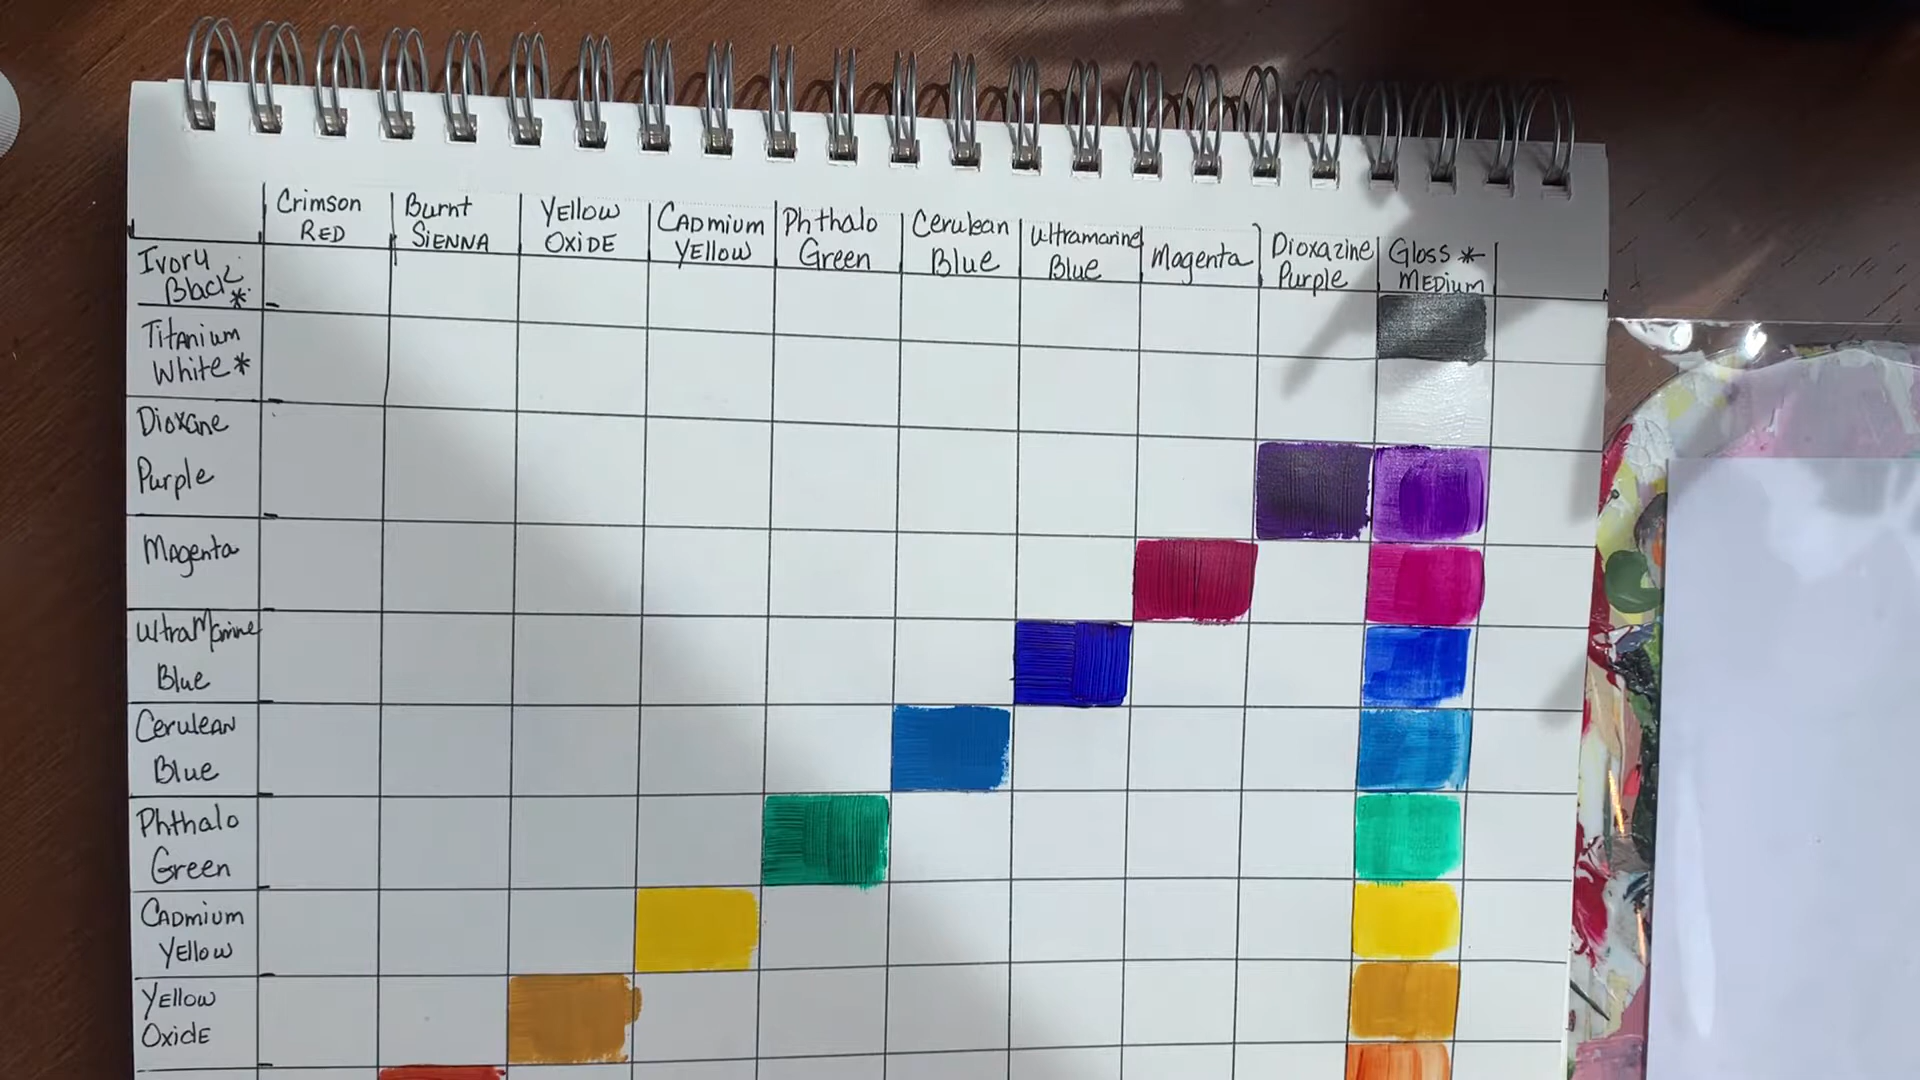 Crimson
RED
Burnt
SIENNA
YELLOW
OXIDE
CADMIUM
YELLOW
Phthalo
Green
Cerulean
Blue
Ultramarine
Blue
Magenta
Dioxazine
Purple
Gloss *
MEDIUM
Ivory
Black *
Titanium
White *
Dioxane
Purple
Magenta
UltraMarine
Blue
Cerulean
Blue
Phthalo
Green
CADmium
Yellow
Yellow
Oxide